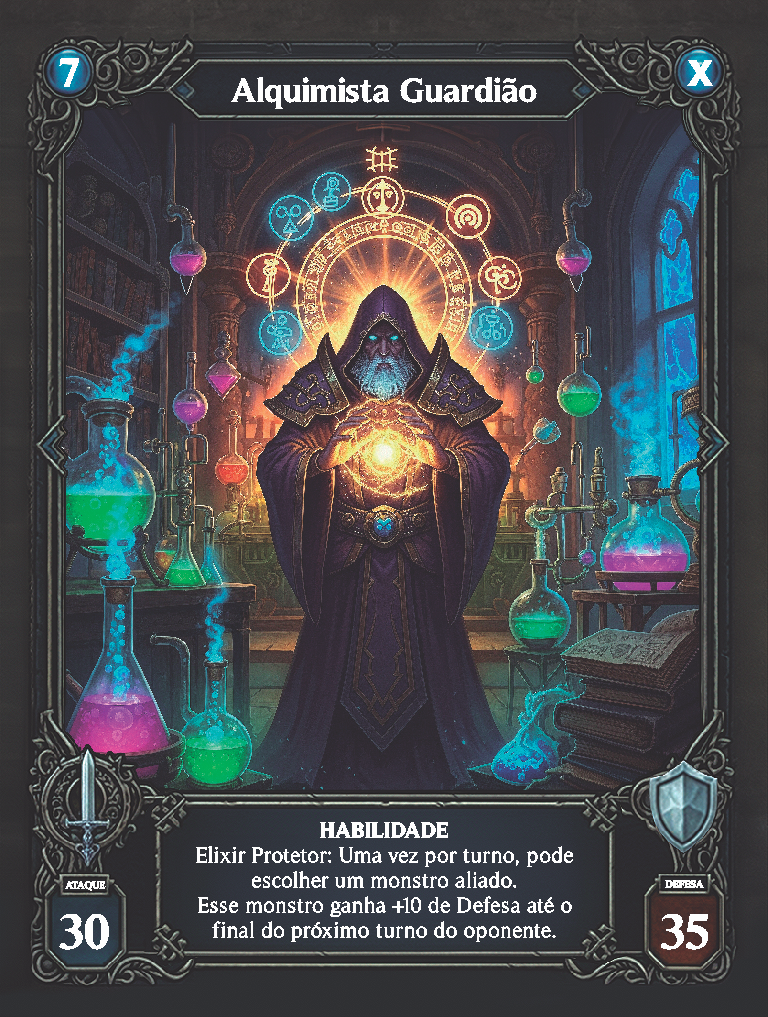 7
Alquimista Guardião
X
HABILIDADE
Elixir Protetor: Uma vez por turno, pode
escolher um monstro aliado.
Esse monstro ganha +10 de Defesa até o
final do próximo turno do oponente.
ATAQUE
30
DEFESA
35